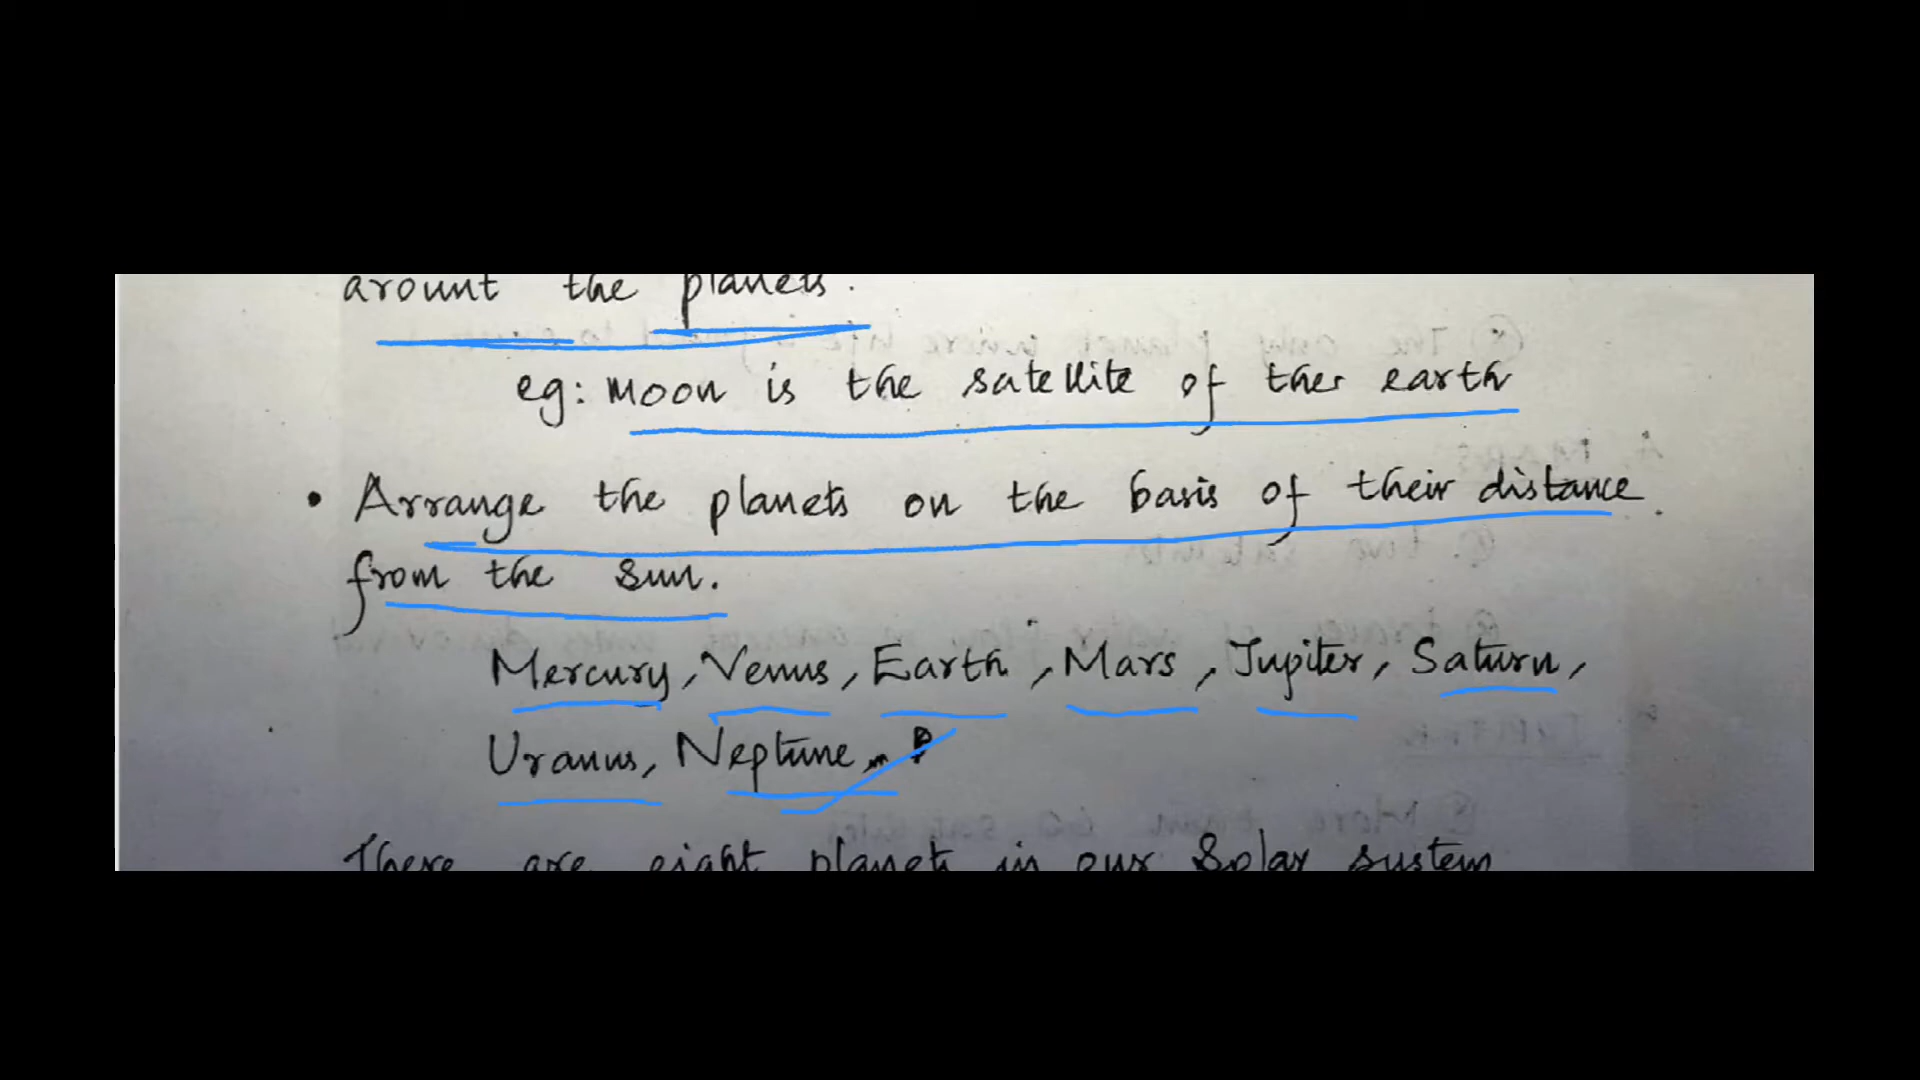 arount the planets.
eg: Moon is the satellite of ther earth
• Arrange the planets on the basis of their distance
from the sun.
Mercury, Venus, Earth, Mars, Jupiter, Saturn,
Uranus, Neptune
There are eight planets in our Solar system